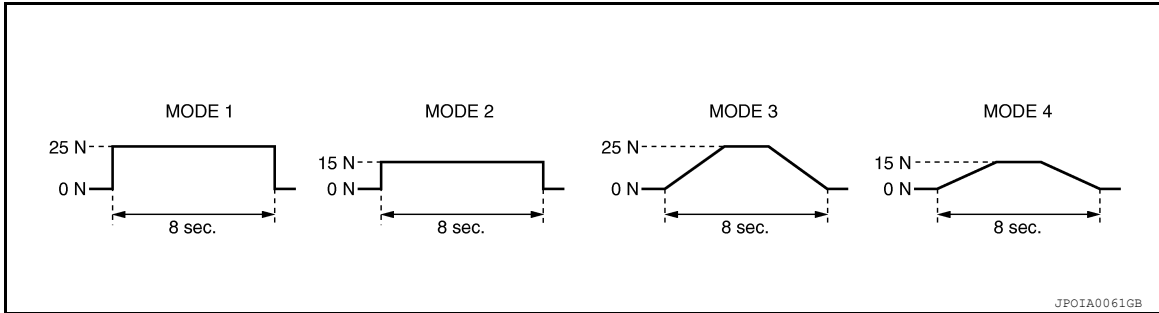 MODE 1
25 N
0 N
8 sec.
MODE 2
15 N
0 N
8 sec.
MODE 3
25 N
0 N
8 sec.
MODE 4
15 N
0 N
8 sec.
JPOIA0061GB